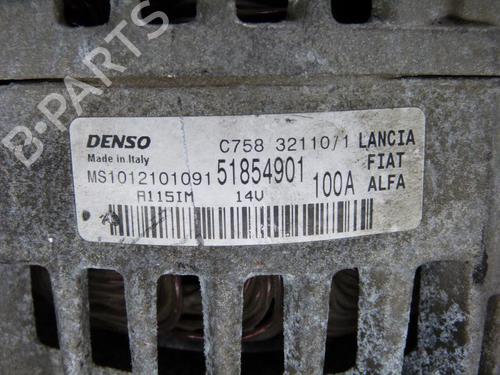 B-PARTS
DENSO C758 32110/1 LANCIA
Made in Italy FIAT
MS1012101091 51854901 100A ALFA
A115IM 14V